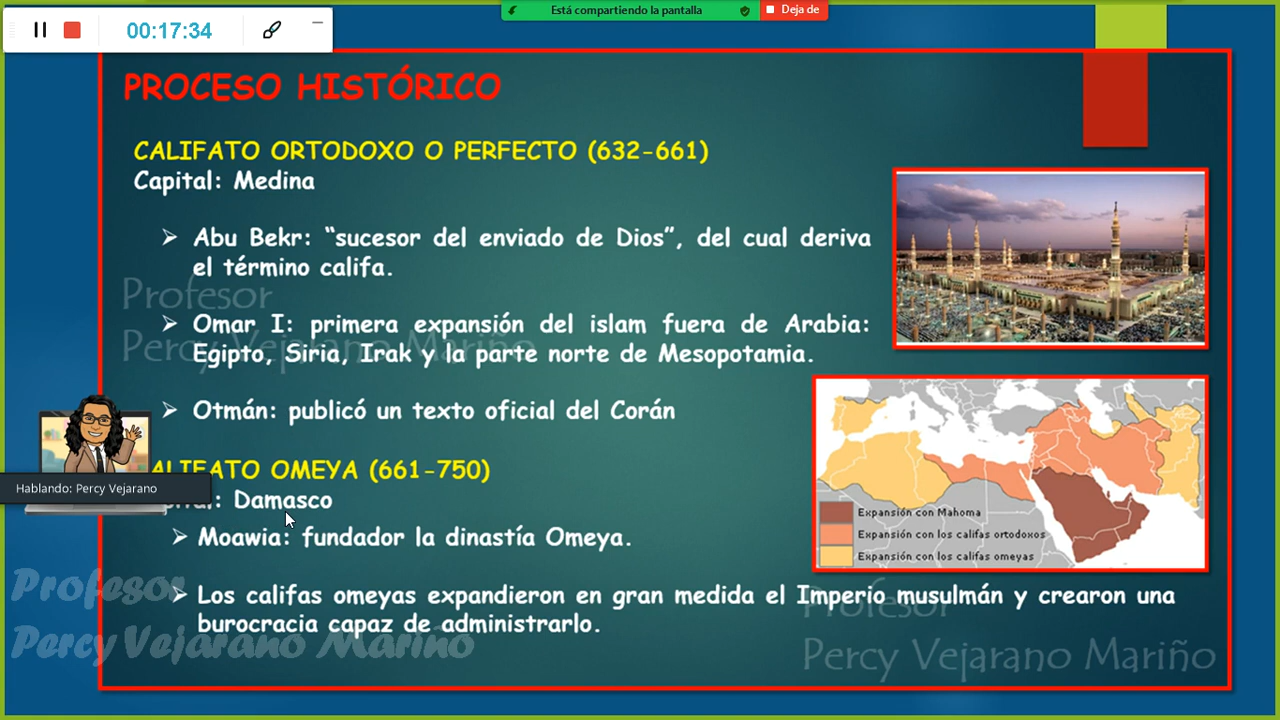 00:17:34
Está compartiendo la pantalla
Deja de
PROCESO HISTÓRICO
CALIFATO ORTODOXO O PERFECTO (632-661)
Capital: Medina
Abu Bekr: “sucesor del enviado de Dios”, del cual deriva
el término califa.
Profesor
Omar I: primera expansión del islam fuera de Arabia:
Percy Vejarano Mariño
Egipto, Siria, Irak y la parte norte de Mesopotamia.
Otmán: publicó un texto oficial del Corán
ALIFATO OMEYA (661-750)
Hablando: Percy Vejarano
: Damasco
Moawia: fundador la dinastía Omeya.
Expansión con Mahoma
Expansión con los califas ortodoxos
Expansión con los califas omeyas
Los califas omeyas expandieron en gran medida el Imperio musulmán y crearon una
burocracia capaz de administrarlo.
Profesor
Percy Vejarano Mariño
Profesor
Percy Vejarano Mariño